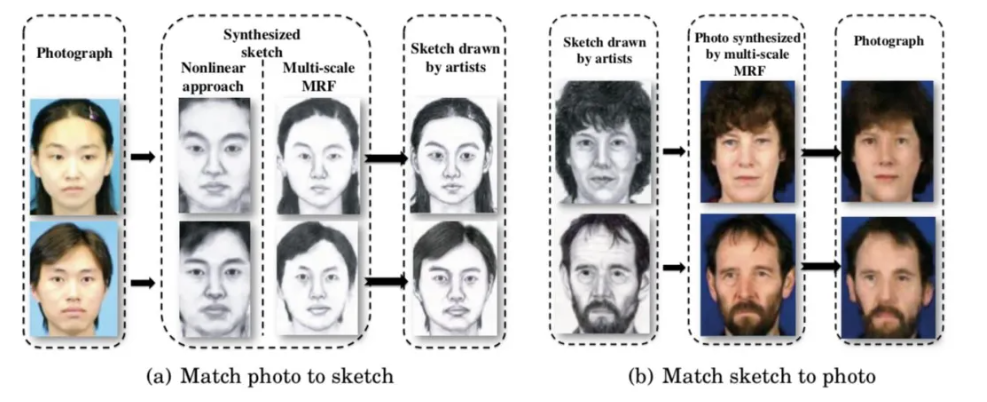 Photograph
Synthesized
sketch
Nonlinear
approach
Multi-scale
MRF
Sketch drawn
by artists
(a) Match photo to sketch
Sketch drawn
by artists
Photo synthesized
by multi-scale
MRF
Photograph
(b) Match sketch to photo